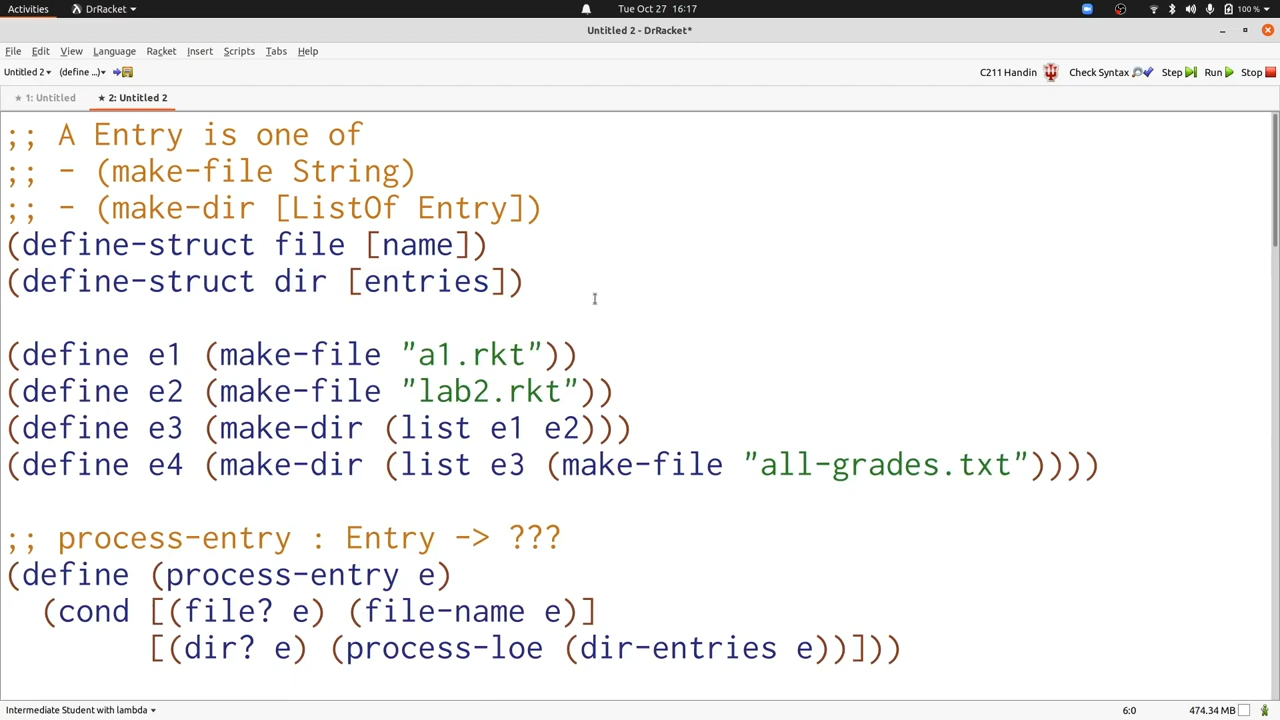 Activities DrRacket Tue Oct 27 16:17 100 %
Untitled 2 - DrRacket*
File Edit View Language Racket Insert Scripts Tabs Help
Untitled 2 (define ...) C211 Handin Check Syntax Step Run Stop
★ 1: Untitled ★ 2: Untitled 2
;; A Entry is one of
;; - (make-file String)
;; - (make-dir [ListOf Entry])
(define-struct file [name])
(define-struct dir [entries])
(define e1 (make-file "a1.rkt"))
(define e2 (make-file "lab2.rkt"))
(define e3 (make-dir (list e1 e2)))
(define e4 (make-dir (list e3 (make-file "all-grades.txt"))))
;; process-entry : Entry -> ???
(define (process-entry e)
(cond [(file? e) (file-name e)]
[(dir? e) (process-loe (dir-entries e))]))
Intermediate Student with lambda 6:0 474.34 MB